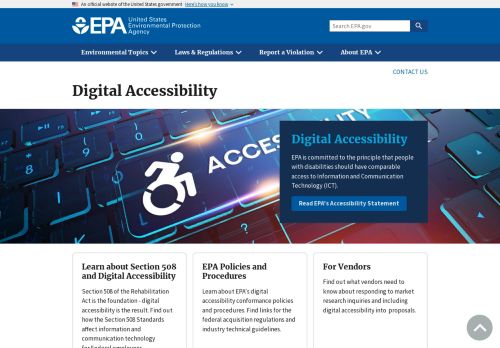 An official website of the United States government Here's how you know
EPA United States
Environmental Protection
Agency
Search EPA.gov
Environmental Topics Laws & Regulations Report a Violation About EPA
CONTACT US
Digital Accessibility
ACCESSIBILITY
Digital Accessibility
EPA is committed to the principle that people
with disabilities should have comparable
access to Information and Communication
Technology (ICT).
Read EPA's Accessibility Statement
Learn about Section 508
and Digital Accessibility
Section 508 of the Rehabilitation
Act is the foundation - digital
accessibility is the result. Find out
how the Section 508 Standards
affect information and
communication technology
for Federal employees
EPA Policies and
Procedures
Learn about EPA's digital
accessibility conformance policies
and procedures. Find links for the
federal acquisition regulations and
industry technical guidelines.
For Vendors
Find out what vendors need to
know about responding to market
research inquiries and including
digital accessibility into proposals.